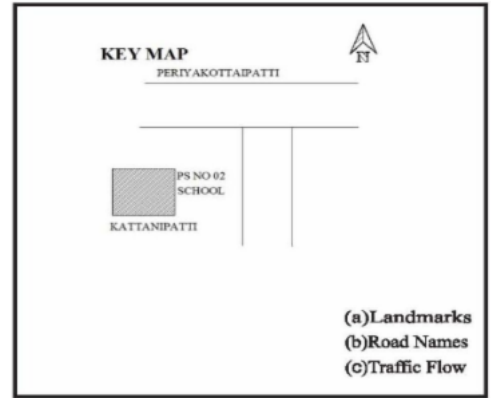 KEY MAP
N
PERIYAKOTTAIPATTI
PS NO 02
SCHOOL
KATTANIPATTI
(a)Landmarks
(b)Road Names
(c)Traffic Flow